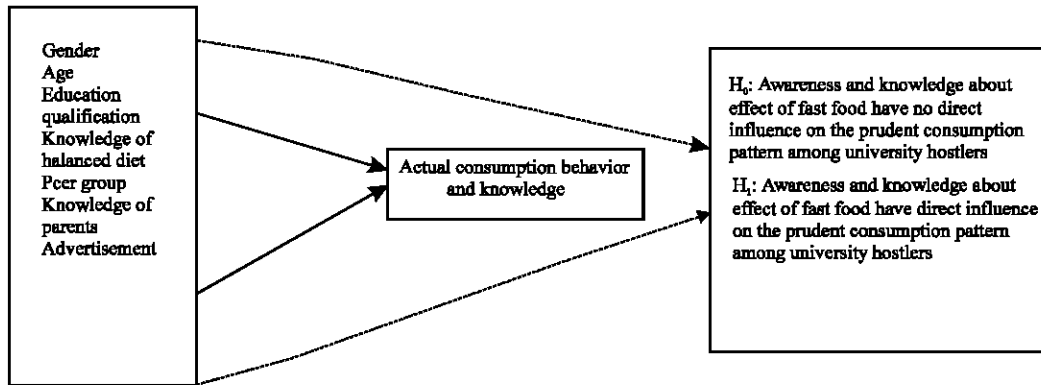 Gender
Age
Education
qualification
Knowledge of
balanced diet
Peer group
Knowledge of
parents
Advertisement
Actual consumption behavior
and knowledge
H₀: Awareness and knowledge about
effect of fast food have no direct
influence on the prudent consumption
pattern among university hostlers
H₁: Awareness and knowledge about
effect of fast food have direct influence
on the prudent consumption pattern
among university hostlers